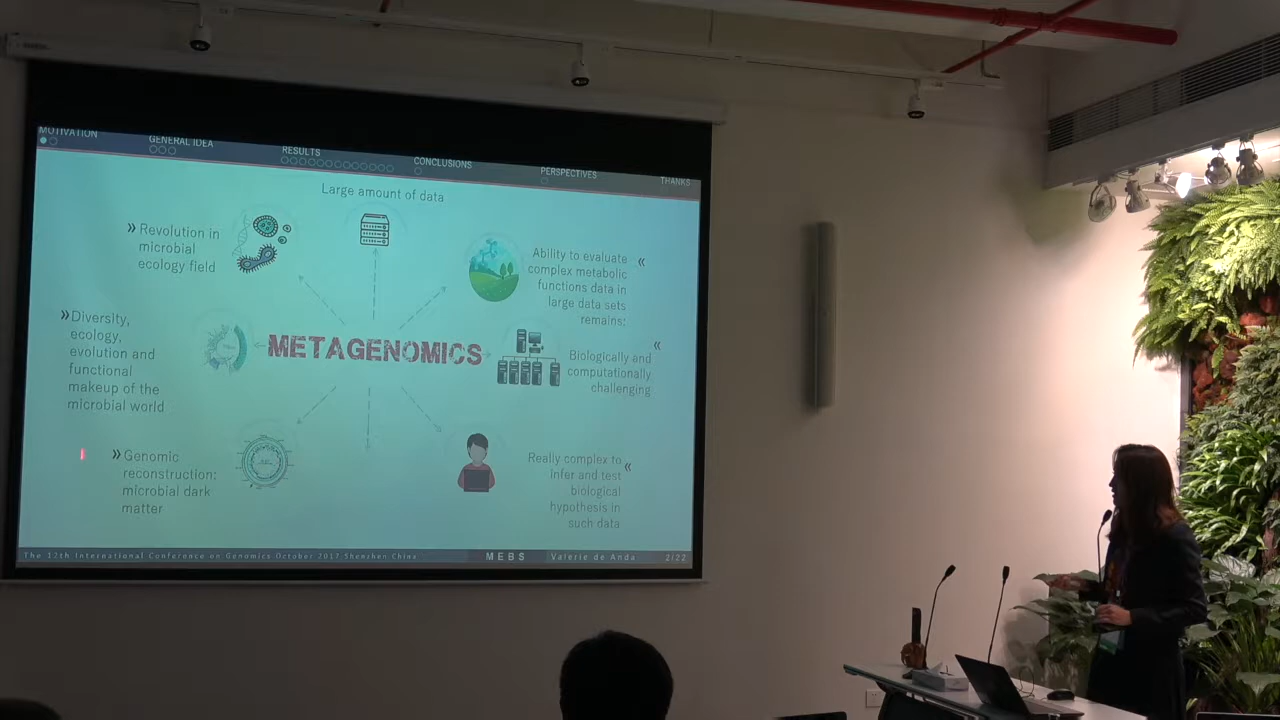 MOTIVATION
GENERAL IDEA
RESULTS
CONCLUSIONS
PERSPECTIVES
THANKS
Large amount of data
» Revolution in
microbial
ecology field
Ability to evaluate «
complex metabolic
functions data in
large data sets
remains:
» Diversity,
ecology,
evolution and
functional
makeup of the
microbial world
METAGENOMICS
Biologically and «
computationally
challenging
» Genomic
reconstruction:
microbial dark
matter
Really complex to «
infer and test
biological
hypothesis in
such data
The 12th International Conference on Genomics October 2017 Shenzhen China
MEBS
Valerie de Anda
2/22